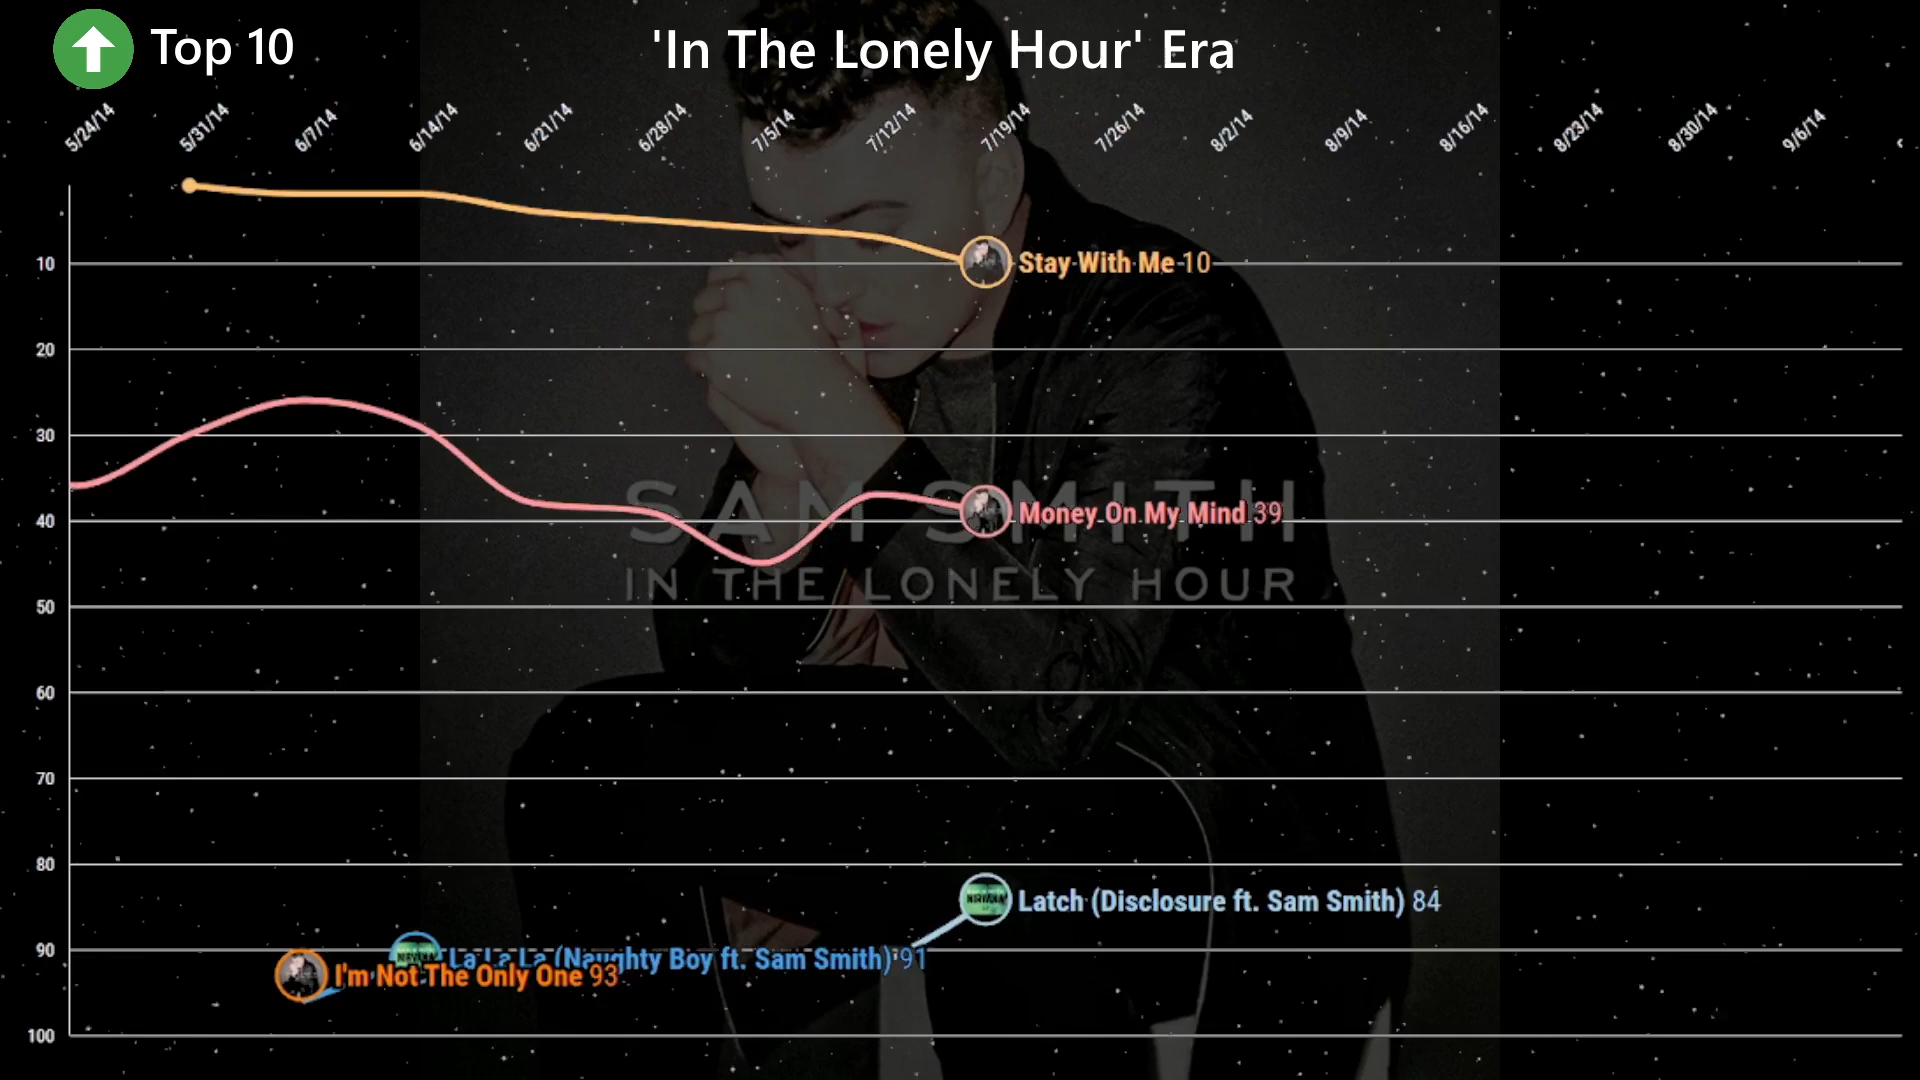 Top 10
'In The Lonely Hour' Era
5/24/14
5/31/14
6/7/14
6/14/14
6/21/14
6/28/14
7/5/14
7/12/14
7/19/14
7/26/14
8/2/14
8/9/14
8/16/14
8/23/14
8/30/14
9/6/14
10
Stay With Me 10
20
30
40
Money On My Mind 39
SAM SMITH
IN THE LONELY HOUR
50
60
70
80
Latch (Disclosure ft. Sam Smith) 84
90
La La La (Naughty Boy ft. Sam Smith) 91
I'm Not The Only One 93
100